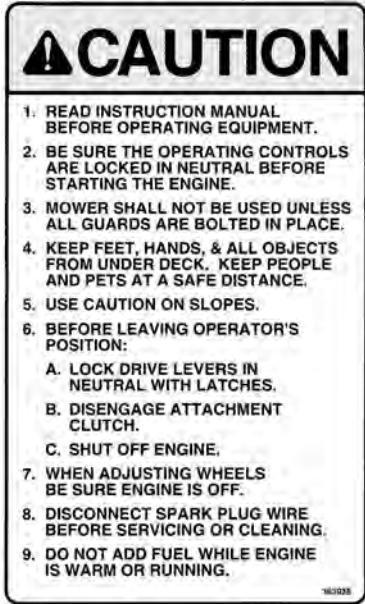 CAUTION
1. READ INSTRUCTION MANUAL
BEFORE OPERATING EQUIPMENT.
2. BE SURE THE OPERATING CONTROLS
ARE LOCKED IN NEUTRAL BEFORE
STARTING THE ENGINE.
3. MOWER SHALL NOT BE USED UNLESS
ALL GUARDS ARE BOLTED IN PLACE.
4. KEEP FEET, HANDS, & ALL OBJECTS
FROM UNDER DECK. KEEP PEOPLE
AND PETS AT A SAFE DISTANCE.
5. USE CAUTION ON SLOPES.
6. BEFORE LEAVING OPERATOR'S
POSITION:
A. LOCK DRIVE LEVERS IN
NEUTRAL WITH LATCHES.
B. DISENGAGE ATTACHMENT
CLUTCH.
C. SHUT OFF ENGINE.
7. WHEN ADJUSTING WHEELS
BE SURE ENGINE IS OFF.
8. DISCONNECT SPARK PLUG WIRE
BEFORE SERVICING OR CLEANING.
9. DO NOT ADD FUEL WHILE ENGINE
IS WARM OR RUNNING.